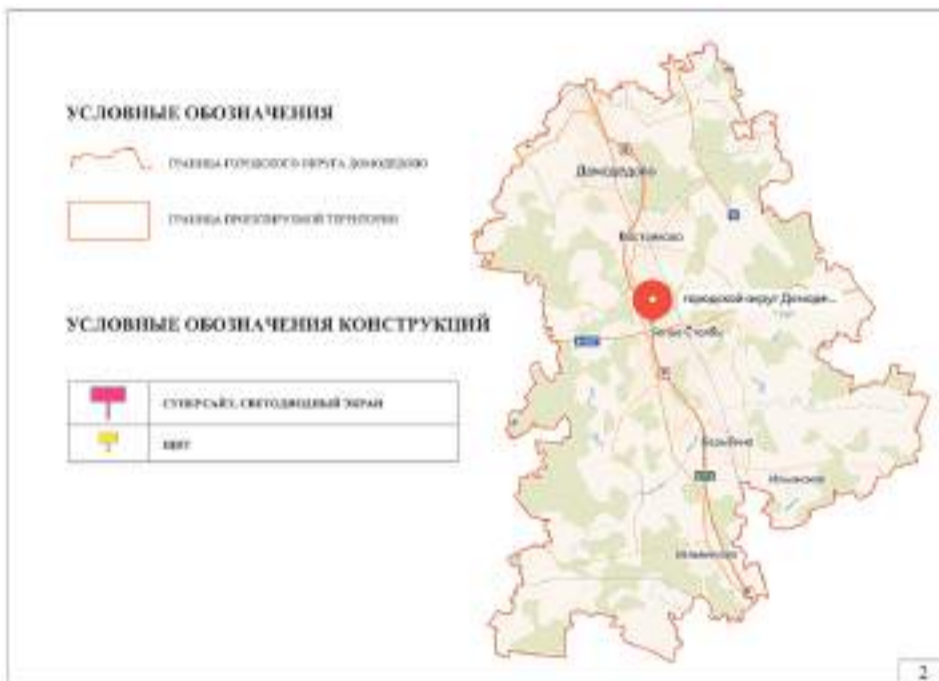 УСЛОВНЫЕ ОБОЗНАЧЕНИЯ
ГРАНИЦА ГОРОДСКОГО ОКРУГА ДОМОДЕДОВО
ГРАНИЦА ПРОЕКТИРУЕМОЙ ТЕРРИТОРИИ
УСЛОВНЫЕ ОБОЗНАЧЕНИЯ КОНСТРУКЦИЙ
СУПЕРСАЙТ, СВЕТОДИОДНЫЙ ЭКРАН
ЩИТ
Домодедово
Востряково
городской округ Домоде...
Белые Столбы
Барыбино
Ильинское
2